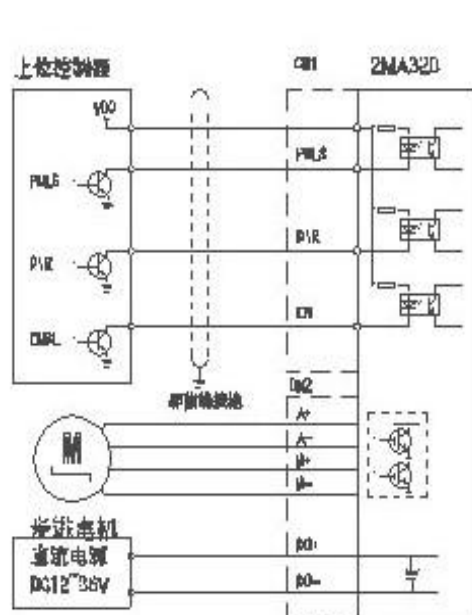 上位控制器
CN1
2MA320
VDD
PULS
PULS
DIR
DIR
EN
CN2
屏蔽线接地
A+
A-
B+
B-
M
步进电机
直流电源
DC12~36V
DC+
DC-